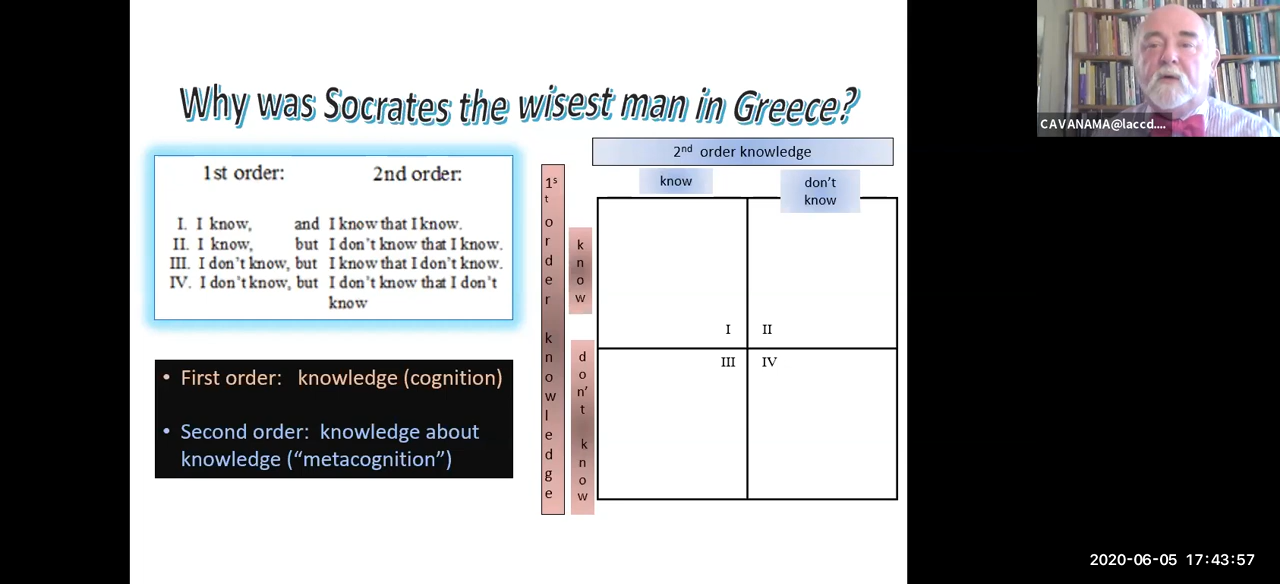 CAVANAMA@laccd....
Why was Socrates the wisest man in Greece?
1st order: 2nd order:
I. I know, and I know that I know.
II. I know, but I don't know that I know.
III. I don't know, but I know that I don't know.
IV. I don't know, but I don't know that I don't
know
• First order: knowledge (cognition)
• Second order: knowledge about
knowledge ("metacognition")
2nd order knowledge
know
don't
know
1st order knowledge
know
don't know
I II
III IV
2020-06-05 17:43:57